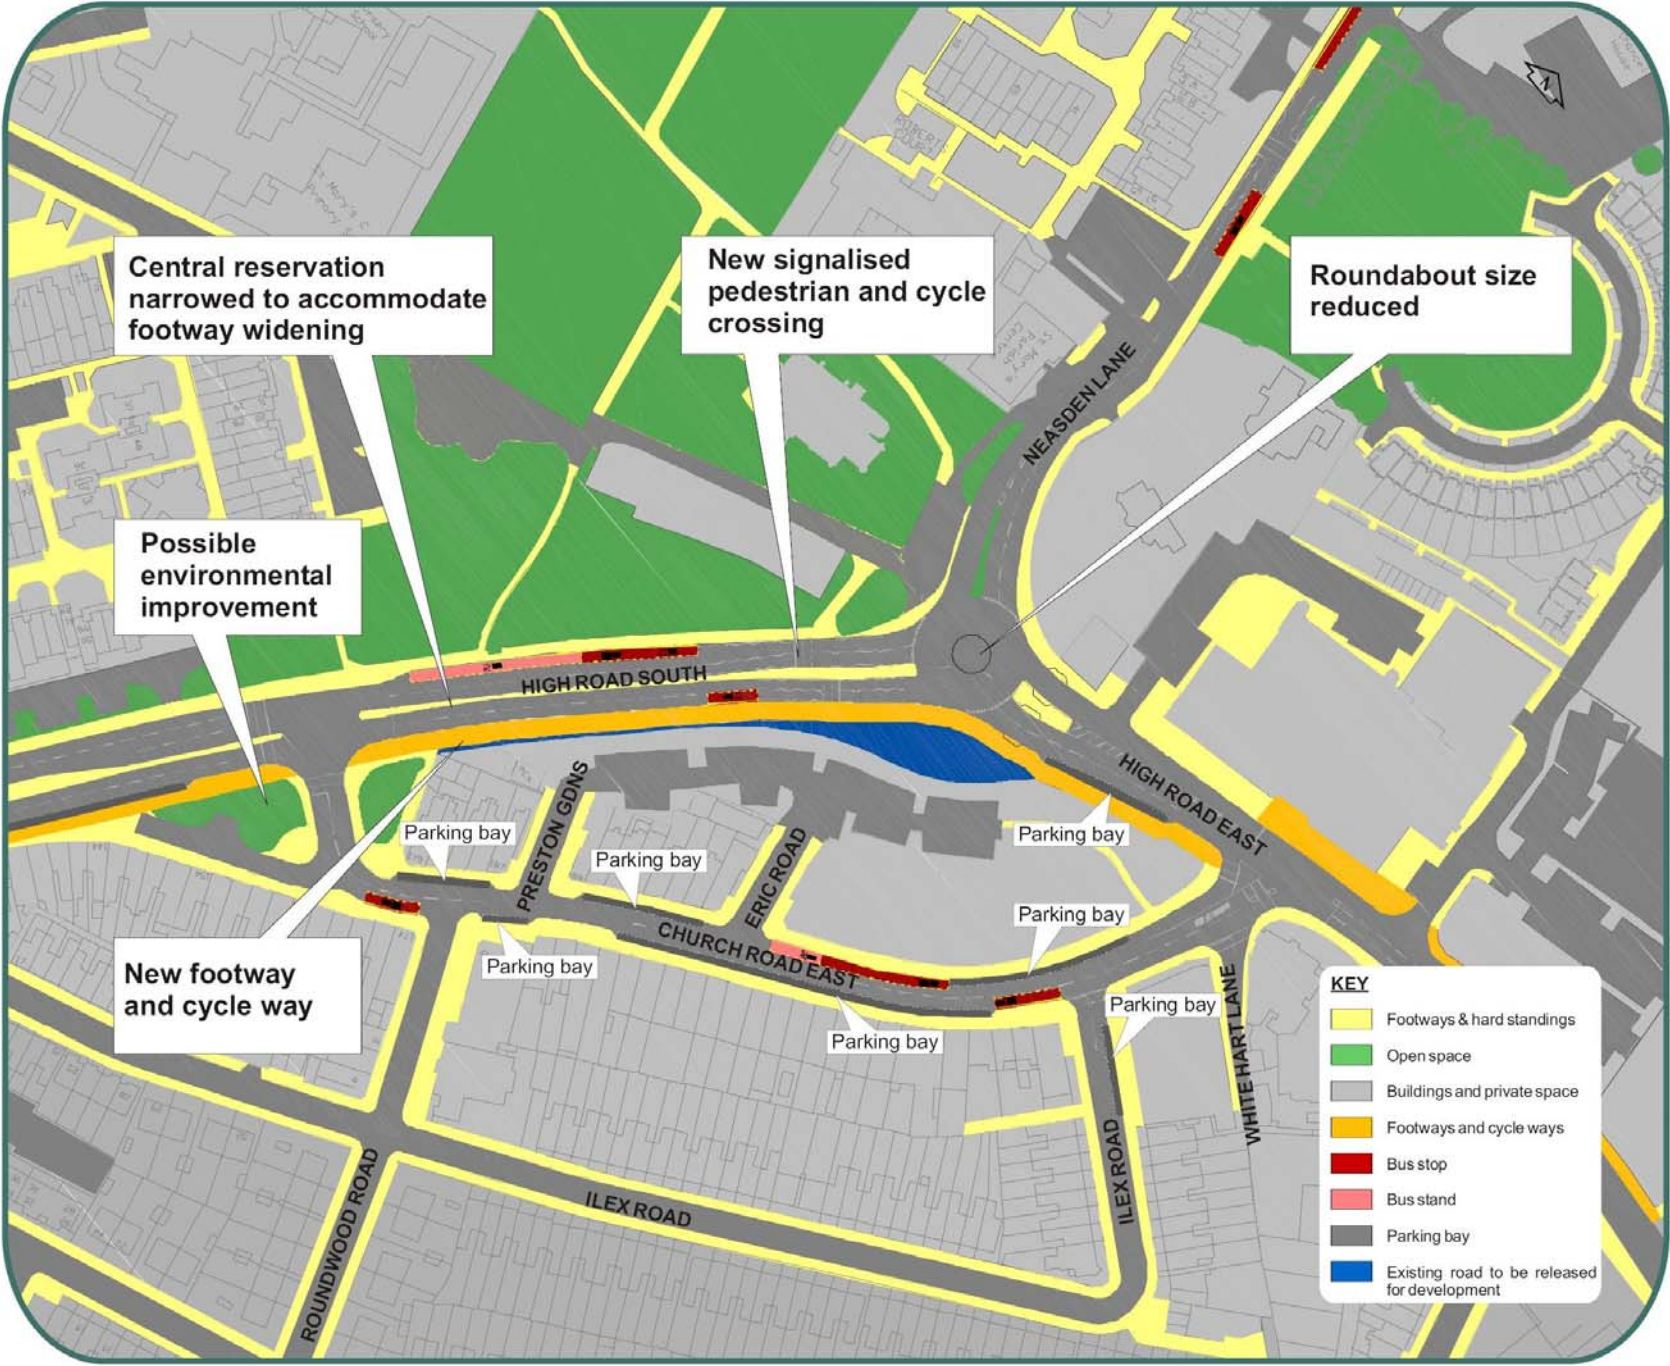 N
ROBERTS
COURT
Central reservation
narrowed to accommodate
footway widening
New signalised
pedestrian and cycle
crossing
Roundabout size
reduced
NEASDEN LANE
Possible
environmental
improvement
HIGH ROAD SOUTH
HIGH ROAD EAST
Parking bay
Parking bay
Parking bay
PRESTON GDNS
ERIC ROAD
Parking bay
CHURCH ROAD EAST
Parking bay
Parking bay
Parking bay
New footway
and cycle way
WHITE HART LANE
ILEX ROAD
ILEX ROAD
ROUNDWOOD ROAD
KEY
Footways & hard standings
Open space
Buildings and private space
Footways and cycle ways
Bus stop
Bus stand
Parking bay
Existing road to be released
for development